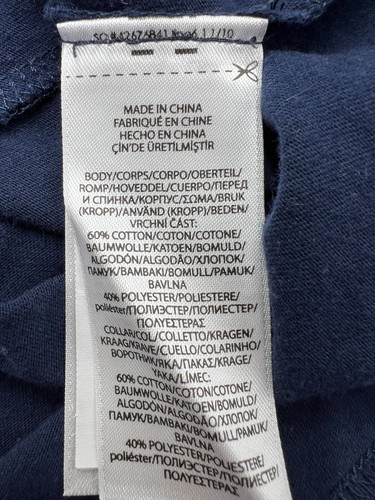 MADE IN CHINA
FABRIQUÉ EN CHINE
HECHO EN CHINA
ÇİN'DE ÜRETİLMİŞTİR
BODY/CORPS/CORPO/OBERTEIL/
ROMP/HOVEDDEL/CUERPO/ПЕРЕД
И СПИНКА/КОРПУС/ΣΩΜΑ/BRUK
(KROPP)/ANVÄND (KROPP)/BEDEN/
VRCHNÍ ČÁST:
60% COTTON/COTON/COTONE/
BAUMWOLLE/KATOEN/BOMULD/
ALGODÓN/ALGODÃO/ХЛОПОК/
ПАМУК/BAMBAKI/BOMULL/PAMUK/
BAVLNA
40% POLYESTER/POLIESTERE/
poliéster/ПОЛИЭСТЕР/ПОЛИЕСТЕР/
ΠΟΛΥΕΣΤΕΡΑΣ
COLLAR/COL/COLLETTO/KRAGEN/
KRAAG/KRAVE/CUELLO/COLARINHO/
ВОРОТНИК/ЯКА/ΓΙΑΚΑΣ/KRAGE/
YAKA/LÍMEC:
60% COTTON/COTON/COTONE/
BAUMWOLLE/KATOEN/BOMULD/
ALGODÓN/ALGODÃO/ХЛОПОК/
ПАМУК/BAMBAKI/BOMULL/PAMUK/
BAVLNA
40% POLYESTER/POLIESTERE/
poliéster/ПОЛИЭСТЕР/ПОЛИЕСТЕР/
ΠΟΛΥΕΣΤΕΡΑΣ